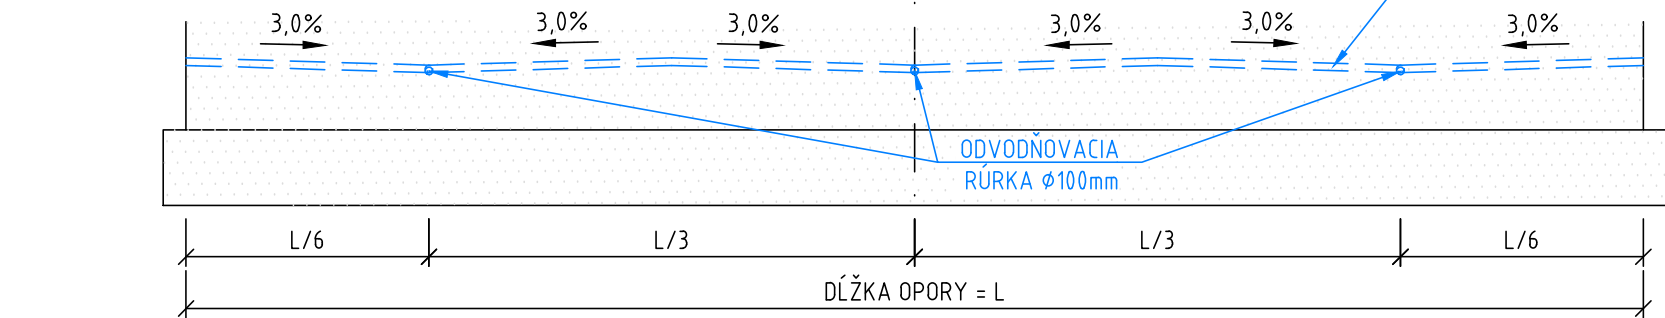 3,0% 3,0% 3,0% 3,0% 3,0% 3,0%
ODVODŇOVACIA
RÚRKA Ø100mm
L/6 L/3 L/3 L/6
DĹŽKA OPORY = L